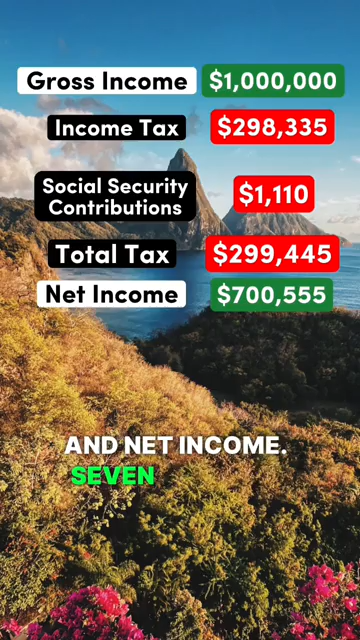 Gross Income $1,000,000
Income Tax $298,335
Social Security
Contributions $1,110
Total Tax $299,445
Net Income $700,555
AND NET INCOME.
SEVEN